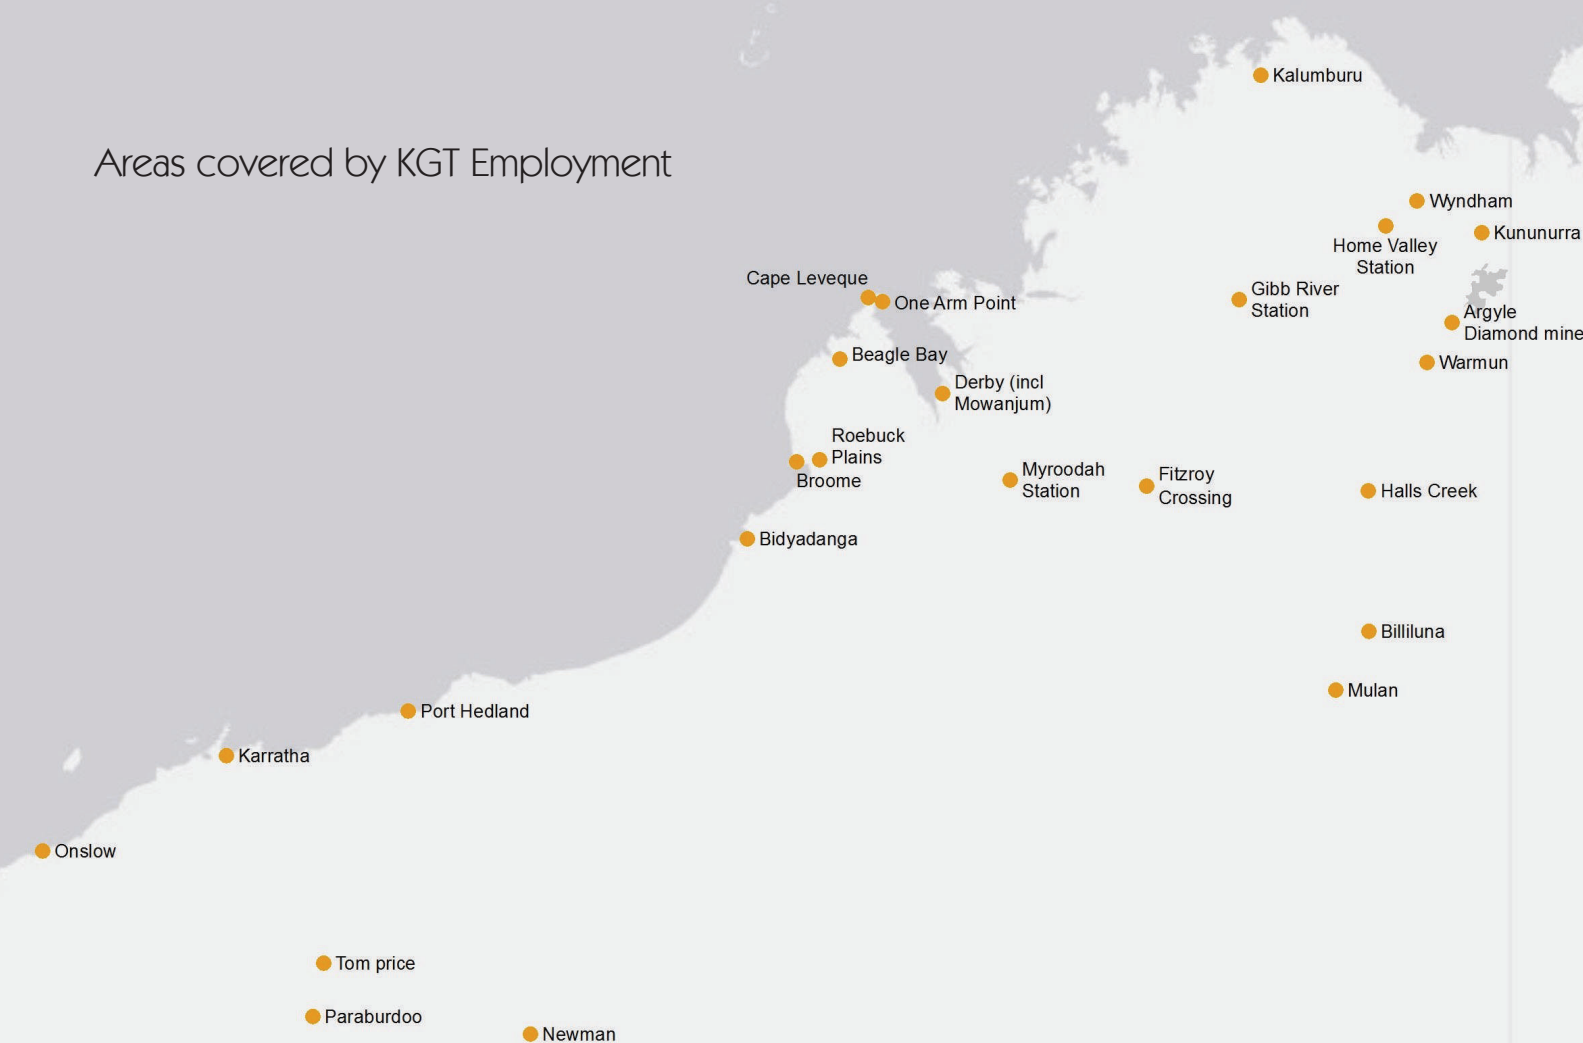 Kalumburu
Areas covered by KGT Employment
Wyndham
Kununurra
Home Valley
Station
Cape Leveque
One Arm Point
Gibb River
Station
Argyle
Diamond mine
Beagle Bay
Warmun
Derby (incl
Mowanjum)
Roebuck
Plains
Broome
Myroodah
Station
Fitzroy
Crossing
Halls Creek
Bidyadanga
Billiluna
Mulan
Port Hedland
Karratha
Onslow
Tom price
Paraburdoo
Newman